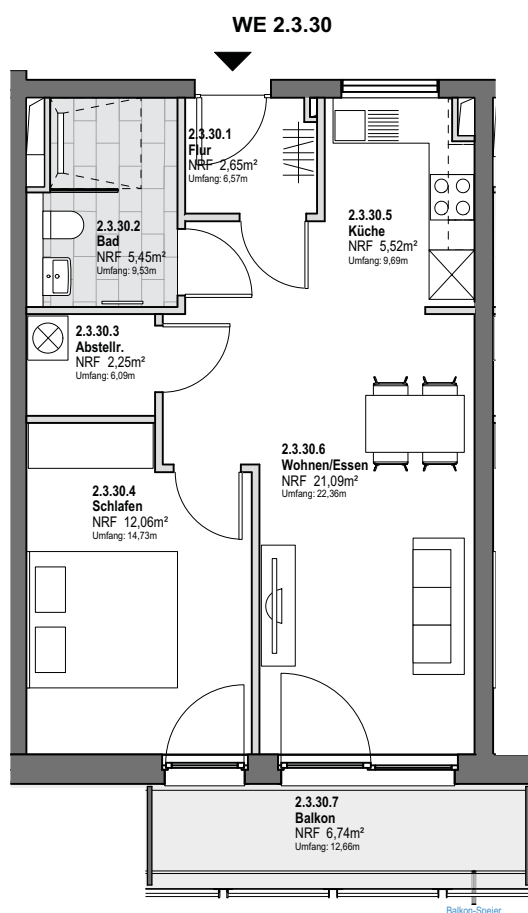 WE 2.3.30
2.3.30.1
Flur
NRF 2,65m²
Umfang: 6,57m
2.3.30.2
Bad
NRF 5,45m²
Umfang: 9,53m
2.3.30.5
Küche
NRF 5,52m²
Umfang: 9,69m
2.3.30.3
Abstellr.
NRF 2,25m²
Umfang: 6,09m
2.3.30.6
Wohnen/Essen
NRF 21,09m²
Umfang: 22,36m
2.3.30.4
Schlafen
NRF 12,06m²
Umfang: 14,73m
2.3.30.7
Balkon
NRF 6,74m²
Umfang: 12,66m
Balkon-Speier